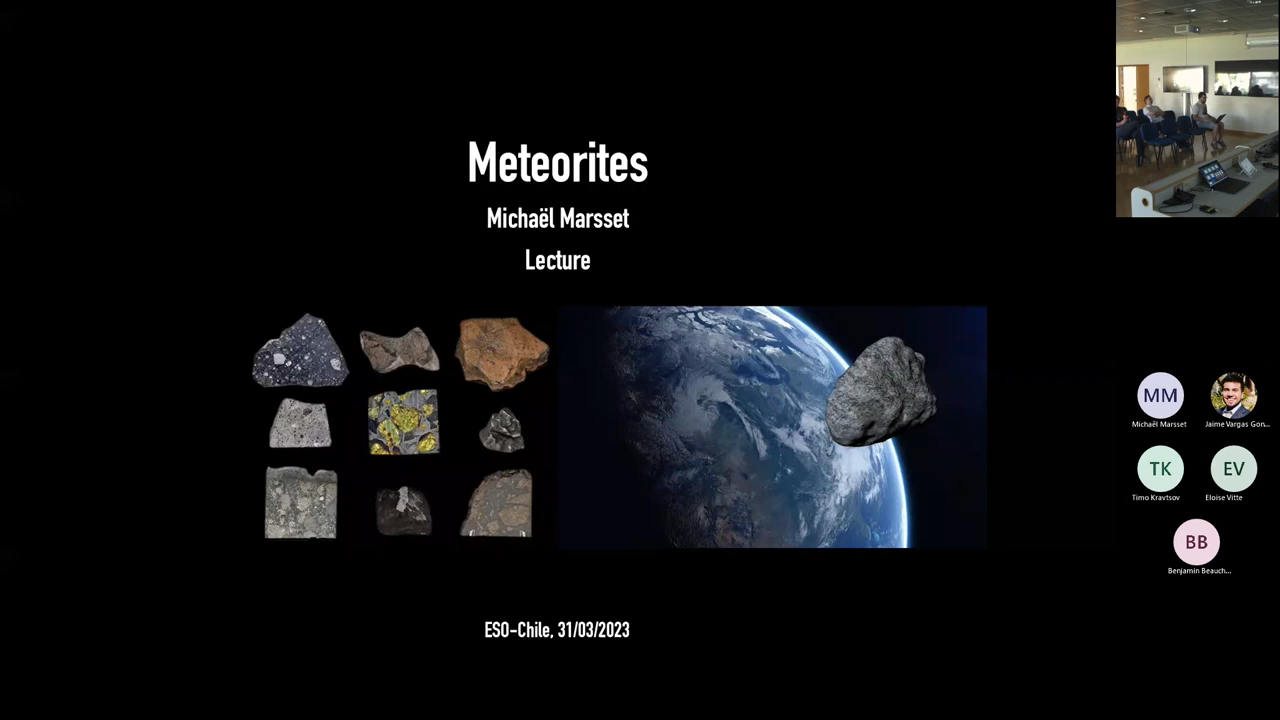 Meteorites
Michaël Marsset
Lecture
ESO-Chile, 31/03/2023
MM
Michaël Marsset
Jaime Vargas Gon...
TK
Timo Kravtsov
EV
Eloïse Vitte
BB
Benjamin Beauch...